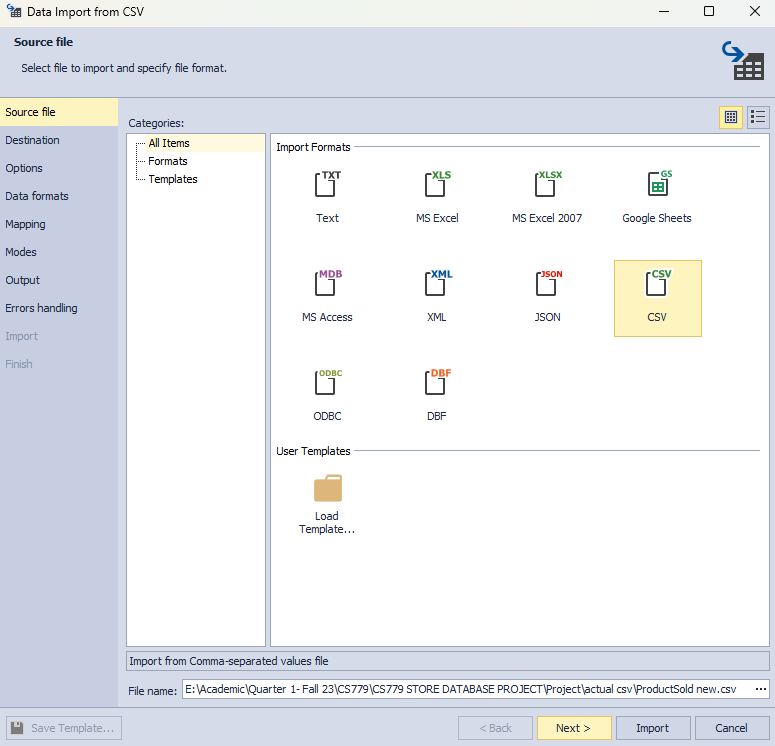 Data Import from CSV
Source file
Select file to import and specify file format.
Source file
Destination
Options
Data formats
Mapping
Modes
Output
Errors handling
Import
Finish
Categories:
All Items
Formats
Templates
Import Formats
TXT
Text
XLS
MS Excel
XLSX
MS Excel 2007
GS
Google Sheets
MDB
MS Access
XML
XML
JSON
JSON
CSV
CSV
ODBC
ODBC
DBF
DBF
User Templates
Load
Template...
Import from Comma-separated values file
File name: E:\Academic\Quarter 1- Fall 23\CS779\CS779 STORE DATABASE PROJECT\Project\actual csv\ProductSold new.csv ...
Save Template...
< Back
Next >
Import
Cancel